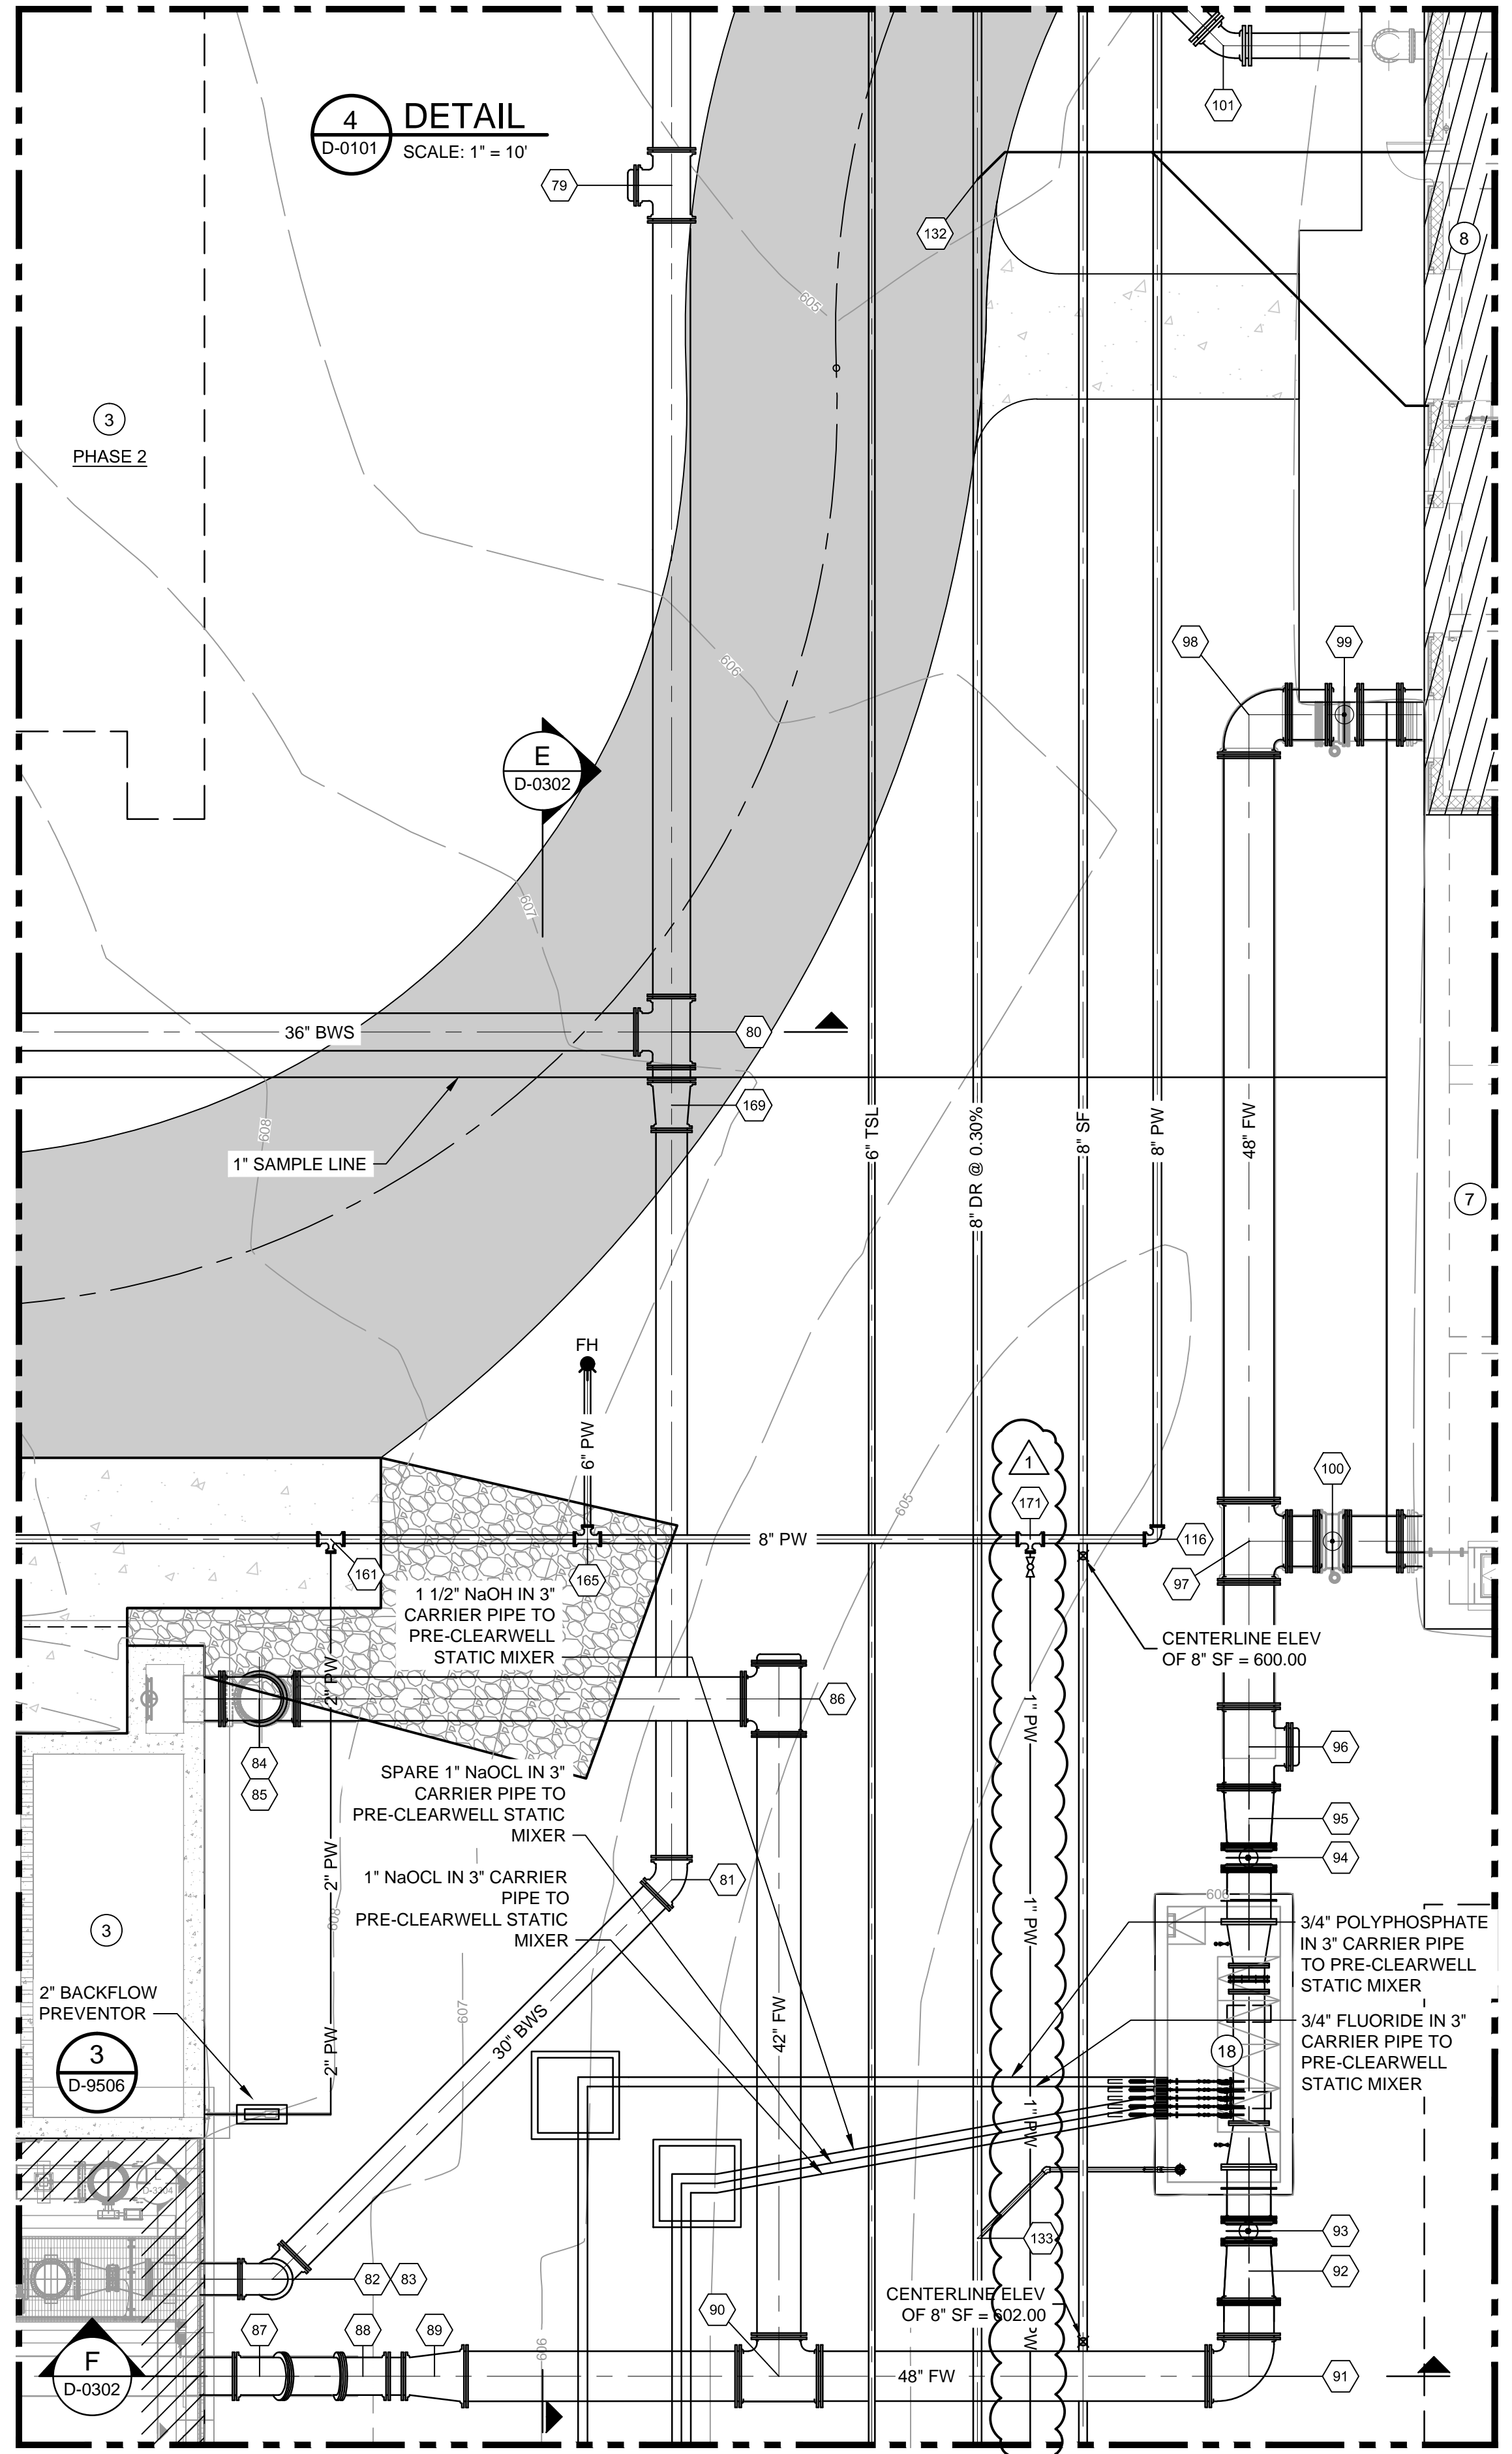 4
D-0101
DETAIL
SCALE: 1" = 10'
101
79
132
8
605
3
PHASE 2
98
99
606
E
D-0302
607
36" BWS
80
169
608
1" SAMPLE LINE
6" TSL
8" DR @ 0.30%
8" SF
8" PW
48" FW
7
FH
6" PW
605
1
171
100
8" PW
116
161
165
97
1 1/2" NaOH IN 3"
CARRIER PIPE TO
PRE-CLEARWELL
STATIC MIXER
CENTERLINE ELEV
OF 8" SF = 600.00
2" PW
86
1" PW
96
84
85
SPARE 1" NaOCL IN 3"
CARRIER PIPE TO
PRE-CLEARWELL STATIC
MIXER
95
94
2" PW
1" NaOCL IN 3" CARRIER
PIPE TO
PRE-CLEARWELL STATIC
MIXER
81
608
606
1" PW
3
3/4" POLYPHOSPHATE
IN 3" CARRIER PIPE
TO PRE-CLEARWELL
STATIC MIXER
2" BACKFLOW
PREVENTOR
607
30" BWS
42" FW
3/4" FLUORIDE IN 3"
CARRIER PIPE TO
PRE-CLEARWELL
STATIC MIXER
18
3
D-9506
2" PW
1" PW
133
93
82
83
92
CENTERLINE ELEV
OF 8" SF = 602.00
87
88
89
90
606
F
D-0302
48" FW
91